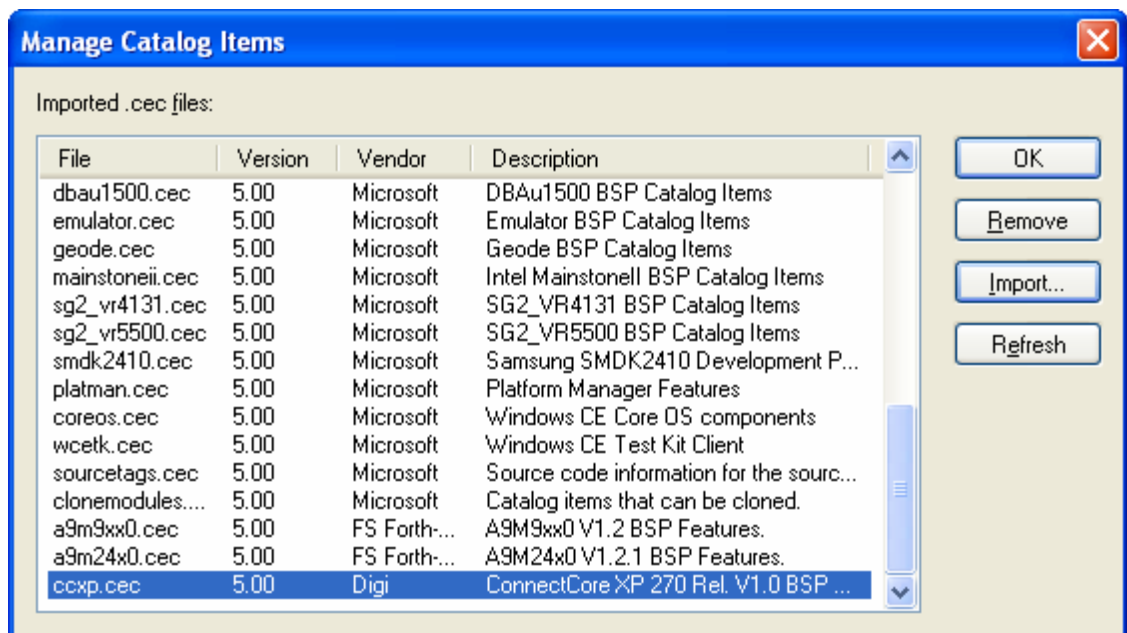 Manage Catalog Items
Imported .cec files:
File Version Vendor Description
dbau1500.cec 5.00 Microsoft DBAu1500 BSP Catalog Items
emulator.cec 5.00 Microsoft Emulator BSP Catalog Items
geode.cec 5.00 Microsoft Geode BSP Catalog Items
mainstoneii.cec 5.00 Microsoft Intel MainstoneII BSP Catalog Items
sg2_vr4131.cec 5.00 Microsoft SG2_VR4131 BSP Catalog Items
sg2_vr5500.cec 5.00 Microsoft SG2_VR5500 BSP Catalog Items
smdk2410.cec 5.00 Microsoft Samsung SMDK2410 Development P...
platman.cec 5.00 Microsoft Platform Manager Features
coreos.cec 5.00 Microsoft Windows CE Core OS components
wcetk.cec 5.00 Microsoft Windows CE Test Kit Client
sourcetags.cec 5.00 Microsoft Source code information for the sourc...
clonemodules.... 5.00 Microsoft Catalog items that can be cloned.
a9m9xx0.cec 5.00 FS Forth-... A9M9xx0 V1.2 BSP Features.
a9m24x0.cec 5.00 FS Forth-... A9M24x0 V1.2.1 BSP Features.
ccxp.cec 5.00 Digi ConnectCore XP 270 Rel. V1.0 BSP ...
OK
Remove
Import...
Refresh